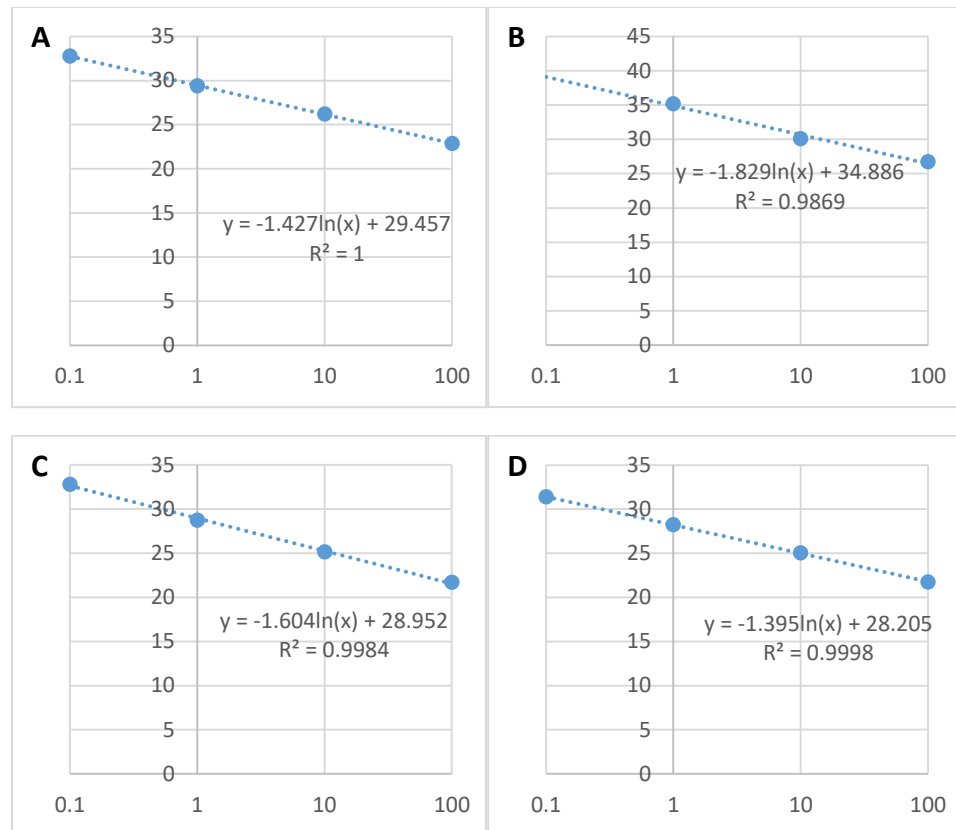 A
35
30
25
20
15
10
5
0
0.1 1 10 100
y = -1.427ln(x) + 29.457
R² = 1
B
45
40
35
30
25
20
15
10
5
0
0.1 1 10 100
y = -1.829ln(x) + 34.886
R² = 0.9869
C
35
30
25
20
15
10
5
0
0.1 1 10 100
y = -1.604ln(x) + 28.952
R² = 0.9984
D
35
30
25
20
15
10
5
0
0.1 1 10 100
y = -1.395ln(x) + 28.205
R² = 0.9998